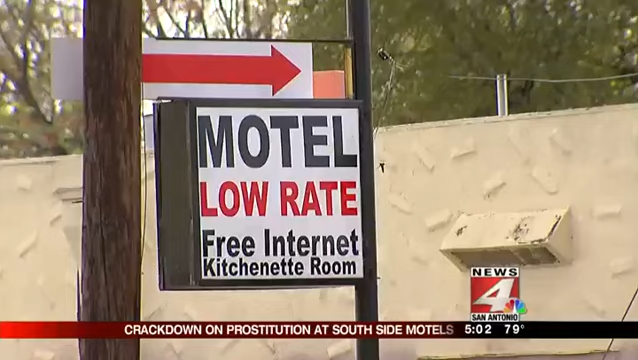 MOTEL
LOW RATE
Free Internet
Kitchenette Room
NEWS
4
SAN ANTONIO
CRACKDOWN ON PROSTITUTION AT SOUTH SIDE MOTELS 5:02 79°